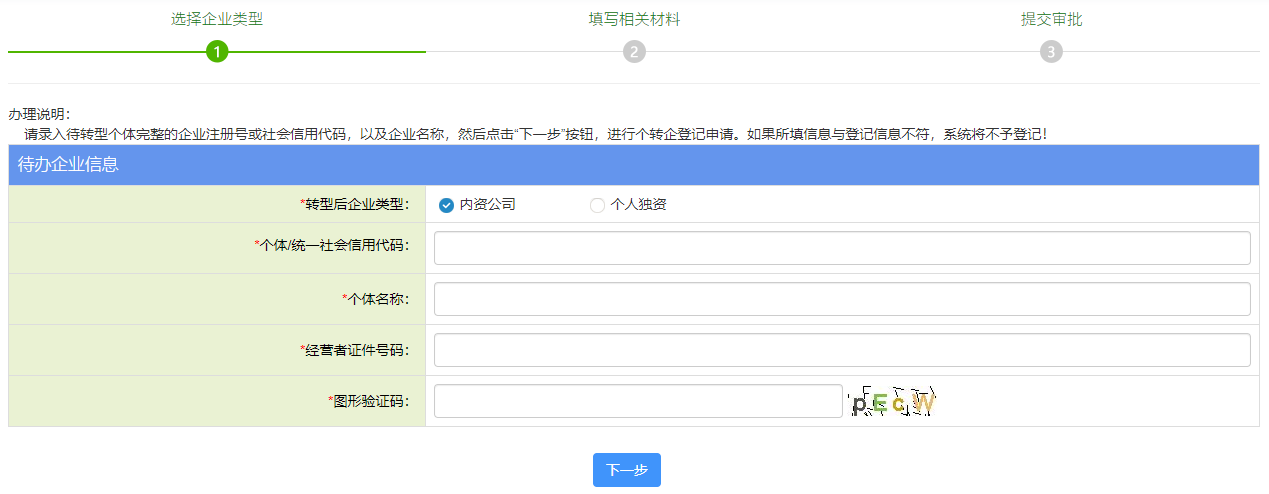 选择企业类型
填写相关材料
提交审批
1
2
3
办理说明：
请录入待转型个体完整的企业注册号或社会信用代码，以及企业名称，然后点击“下一步”按钮，进行个转企登记申请。如果所填信息与登记信息不符，系统将不予登记！
待办企业信息
*转型后企业类型： 内资公司 个人独资
*个体/统一社会信用代码：
*个体名称：
*经营者证件号码：
*图形验证码： pEcW
下一步